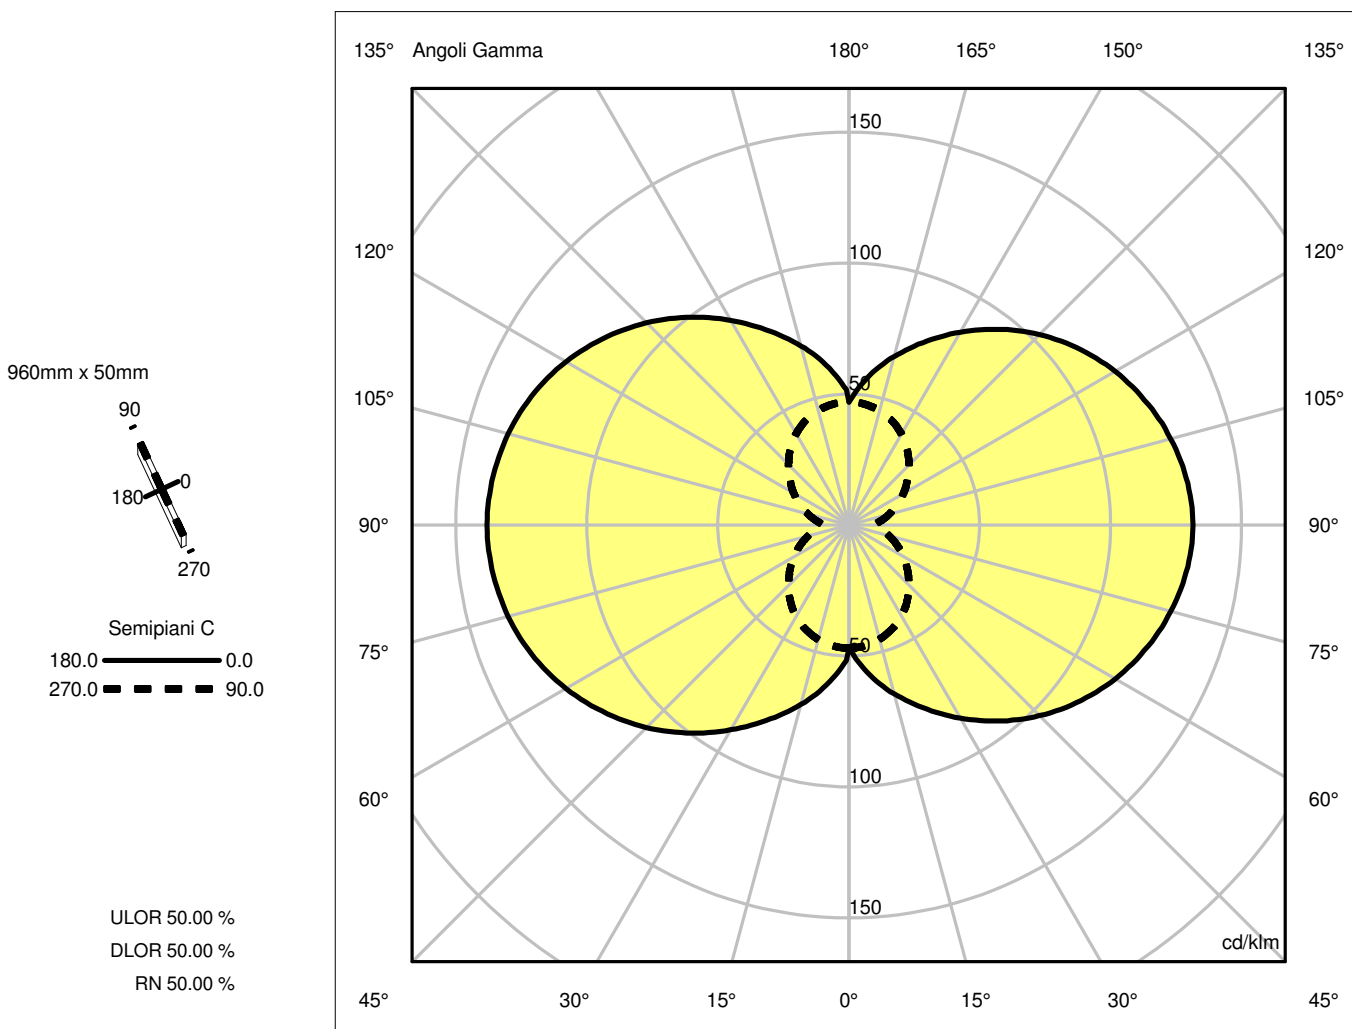 135° Angoli Gamma 180° 165° 150° 135°
150
120° 100 120°
50
960mm x 50mm
105° 105°
90
0
180
90° 90°
270
Semipiani C
180.0 0.0
270.0 90.0
50
75° 75°
100
60° 60°
150
ULOR 50.00 %
DLOR 50.00 %
RN 50.00 %
cd/klm
45° 30° 15° 0° 15° 30° 45°